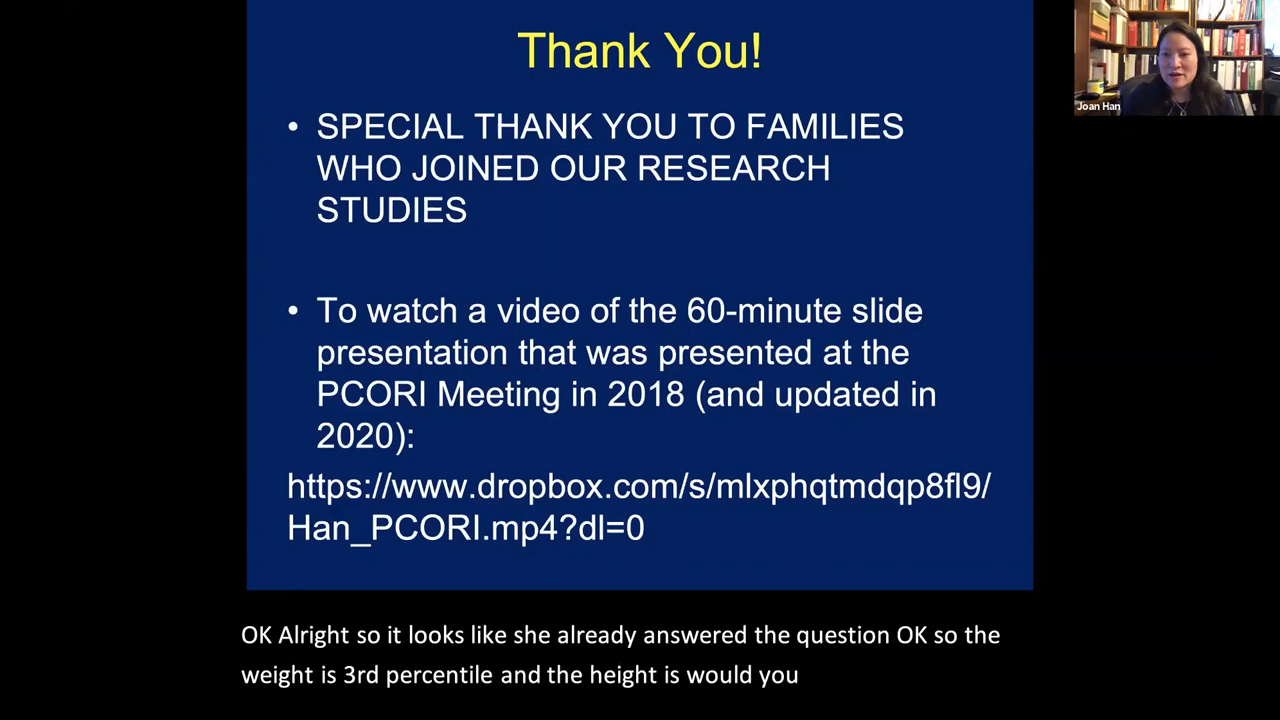 Thank You!
• SPECIAL THANK YOU TO FAMILIES
WHO JOINED OUR RESEARCH
STUDIES
• To watch a video of the 60-minute slide
presentation that was presented at the
PCORI Meeting in 2018 (and updated in
2020):
https://www.dropbox.com/s/mlxphqtmdqp8fl9/
Han_PCORI.mp4?dl=0
Joan Han
OK Alright so it looks like she already answered the question OK so the
weight is 3rd percentile and the height is would you